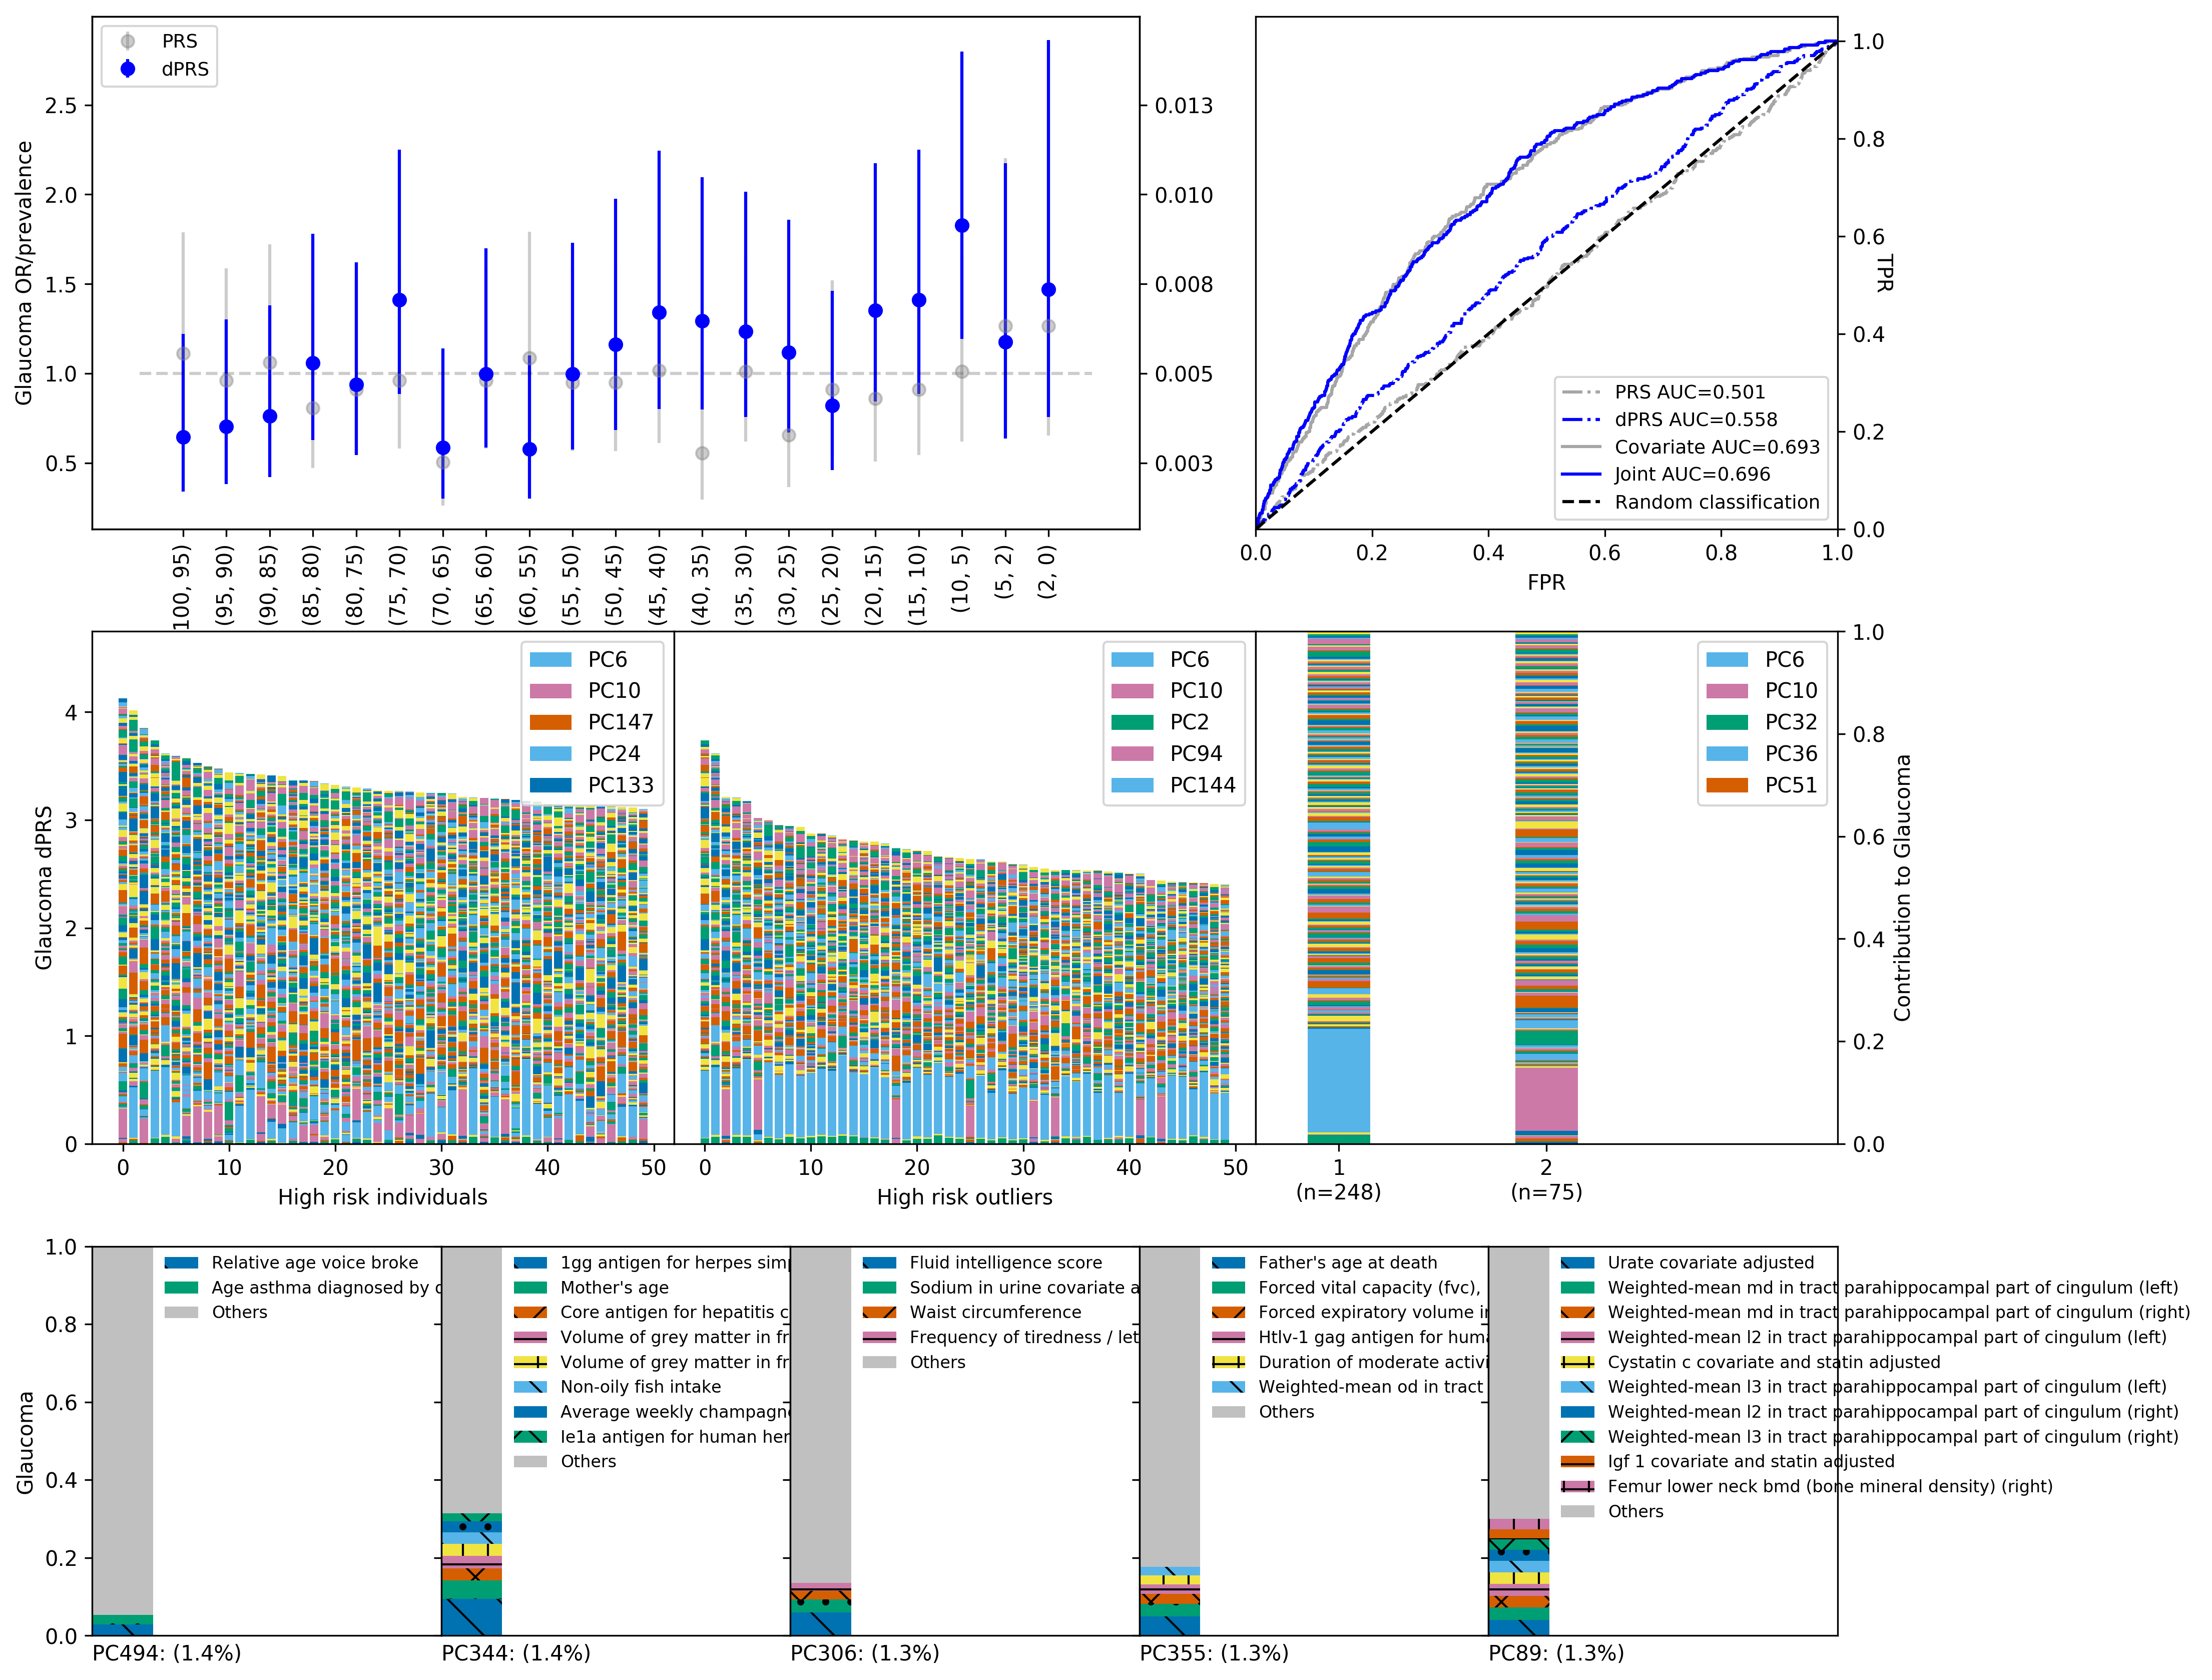 PRS
dPRS
Glaucoma OR/prevalence
2.5
2.0
1.5
1.0
0.5
0.013
0.010
0.008
0.005
0.003
100, 95)
(95, 90)
(90, 85)
(85, 80)
(80, 75)
(75, 70)
(70, 65)
(65, 60)
(60, 55)
(55, 50)
(50, 45)
(45, 40)
(40, 35)
(35, 30)
(30, 25)
(25, 20)
(20, 15)
(15, 10)
(10, 5)
(5, 2)
(2, 0)
PRS AUC=0.501
dPRS AUC=0.558
Covariate AUC=0.693
Joint AUC=0.696
Random classification
1.0
0.8
0.6
0.4
0.2
0.0
TPR
0.0 0.2 0.4 0.6 0.8 1.0
FPR
Glaucoma dPRS
4
3
2
1
0
PC6
PC10
PC147
PC24
PC133
0 10 20 30 40 50
High risk individuals
PC6
PC10
PC2
PC94
PC144
0 10 20 30 40 50
High risk outliers
PC6
PC10
PC32
PC36
PC51
1
(n=248)
2
(n=75)
1.0
0.8
0.6
0.4
0.2
0.0
Contribution to Glaucoma
Glaucoma
1.0
0.8
0.6
0.4
0.2
0.0
Relative age voice broke
Age asthma diagnosed by d
Others
PC494: (1.4%)
1gg antigen for herpes simp
Mother's age
Core antigen for hepatitis c
Volume of grey matter in fr
Volume of grey matter in fr
Non-oily fish intake
Average weekly champagne
Ie1a antigen for human her
Others
PC344: (1.4%)
Fluid intelligence score
Sodium in urine covariate a
Waist circumference
Frequency of tiredness / let
Others
PC306: (1.3%)
Father's age at death
Forced vital capacity (fvc),
Forced expiratory volume in
Htlv-1 gag antigen for huma
Duration of moderate activi
Weighted-mean od in tract
Others
PC355: (1.3%)
Urate covariate adjusted
Weighted-mean md in tract parahippocampal part of cingulum (left)
Weighted-mean md in tract parahippocampal part of cingulum (right)
Weighted-mean l2 in tract parahippocampal part of cingulum (left)
Cystatin c covariate and statin adjusted
Weighted-mean l3 in tract parahippocampal part of cingulum (left)
Weighted-mean l2 in tract parahippocampal part of cingulum (right)
Weighted-mean l3 in tract parahippocampal part of cingulum (right)
Igf 1 covariate and statin adjusted
Femur lower neck bmd (bone mineral density) (right)
Others
PC89: (1.3%)